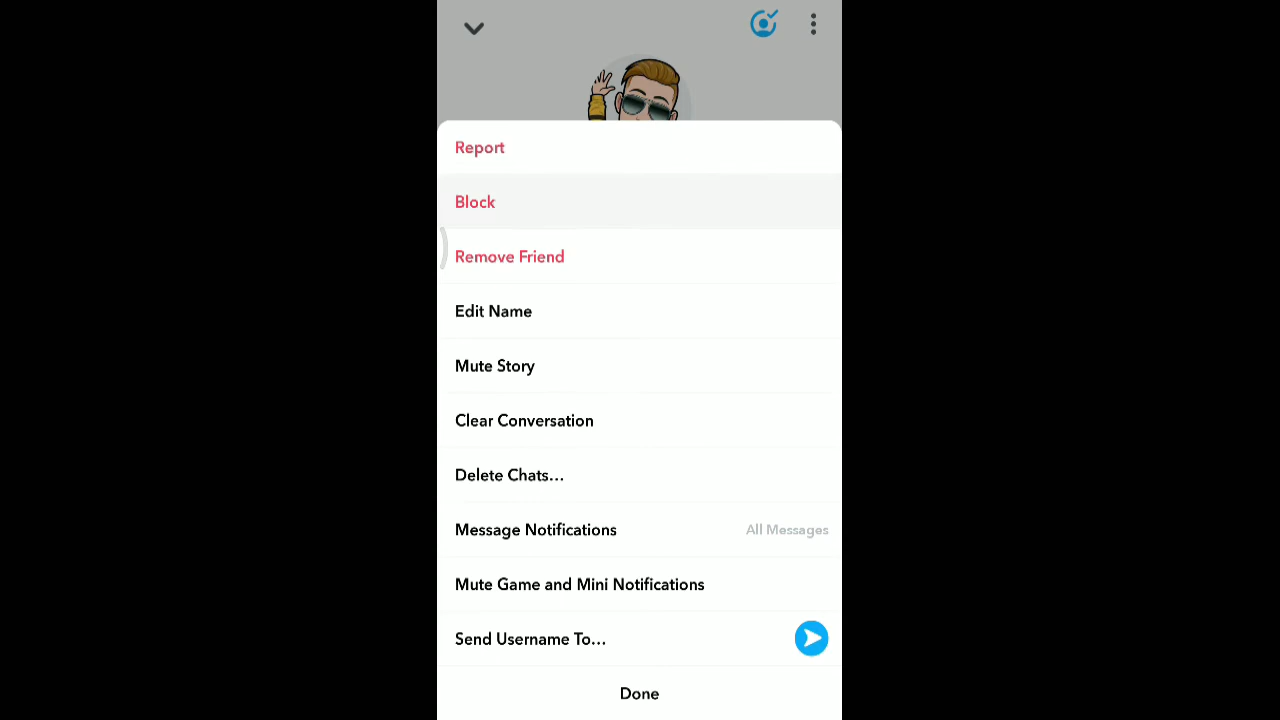 Report
Block
Remove Friend
Edit Name
Mute Story
Clear Conversation
Delete Chats...
Message Notifications All Messages
Mute Game and Mini Notifications
Send Username To...
Done